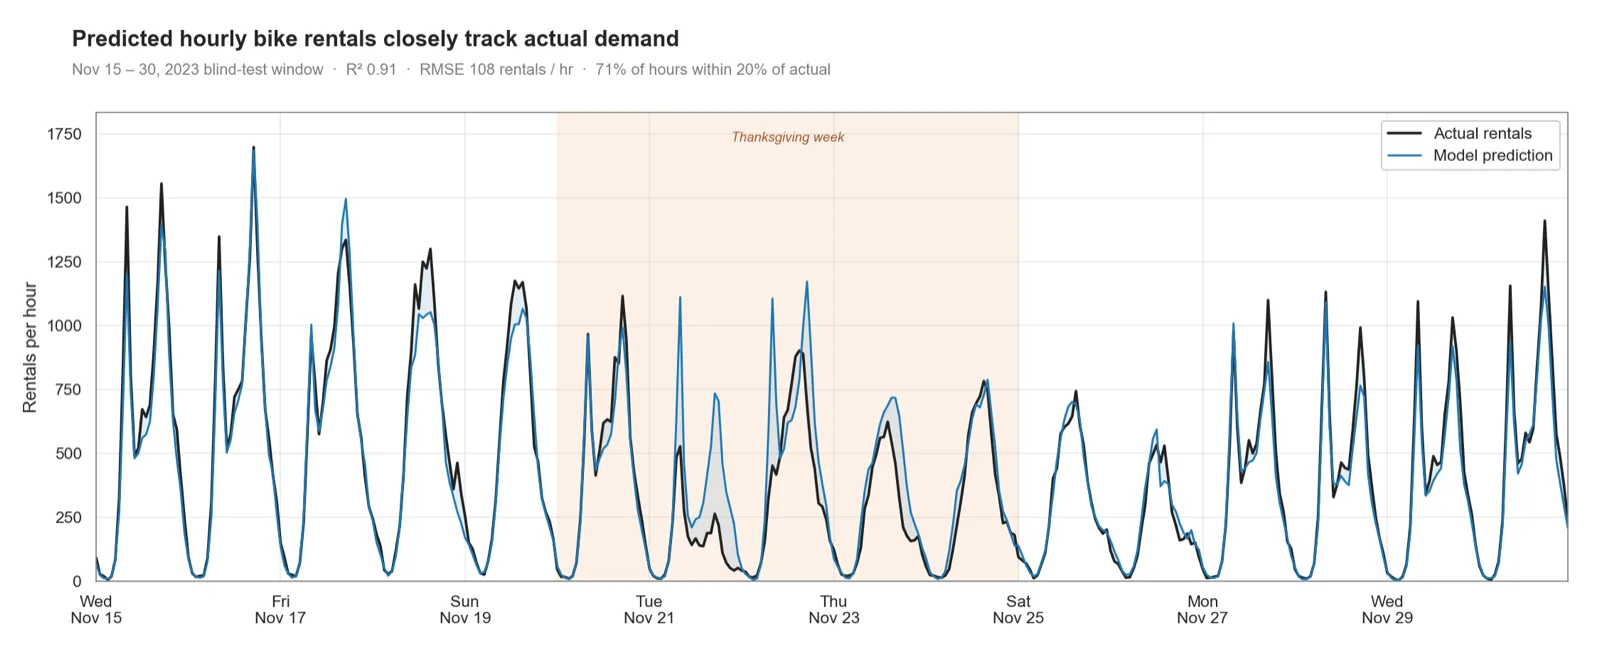 Predicted hourly bike rentals closely track actual demand
Nov 15 – 30, 2023 blind-test window · R² 0.91 · RMSE 108 rentals / hr · 71% of hours within 20% of actual
Thanksgiving week
Actual rentals
Model prediction
Rentals per hour
1750
1500
1250
1000
750
500
250
0
Wed
Nov 15
Fri
Nov 17
Sun
Nov 19
Tue
Nov 21
Thu
Nov 23
Sat
Nov 25
Mon
Nov 27
Wed
Nov 29